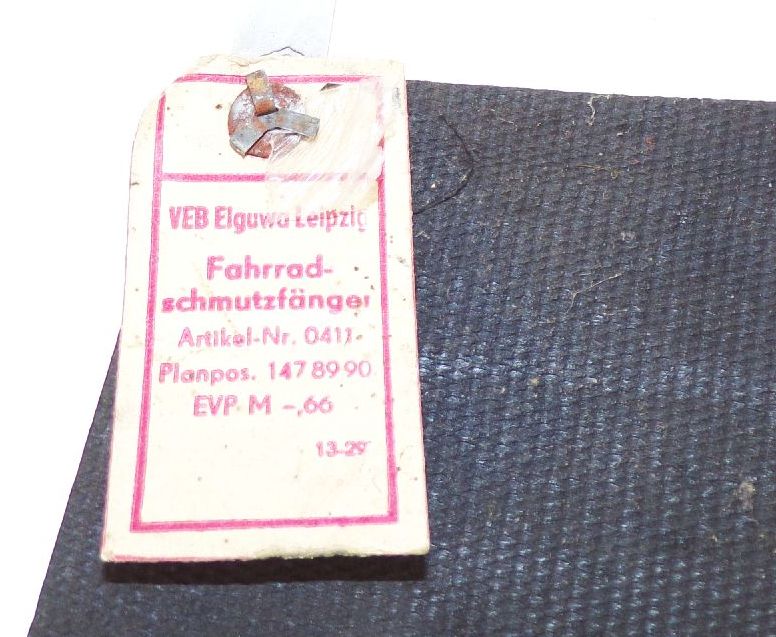 VEB Elguwa Leipzig
Fahrrad-
schmutzfänger
Artikel-Nr. 0411
Planpos. 147 89 90
EVP M -,66
13-29